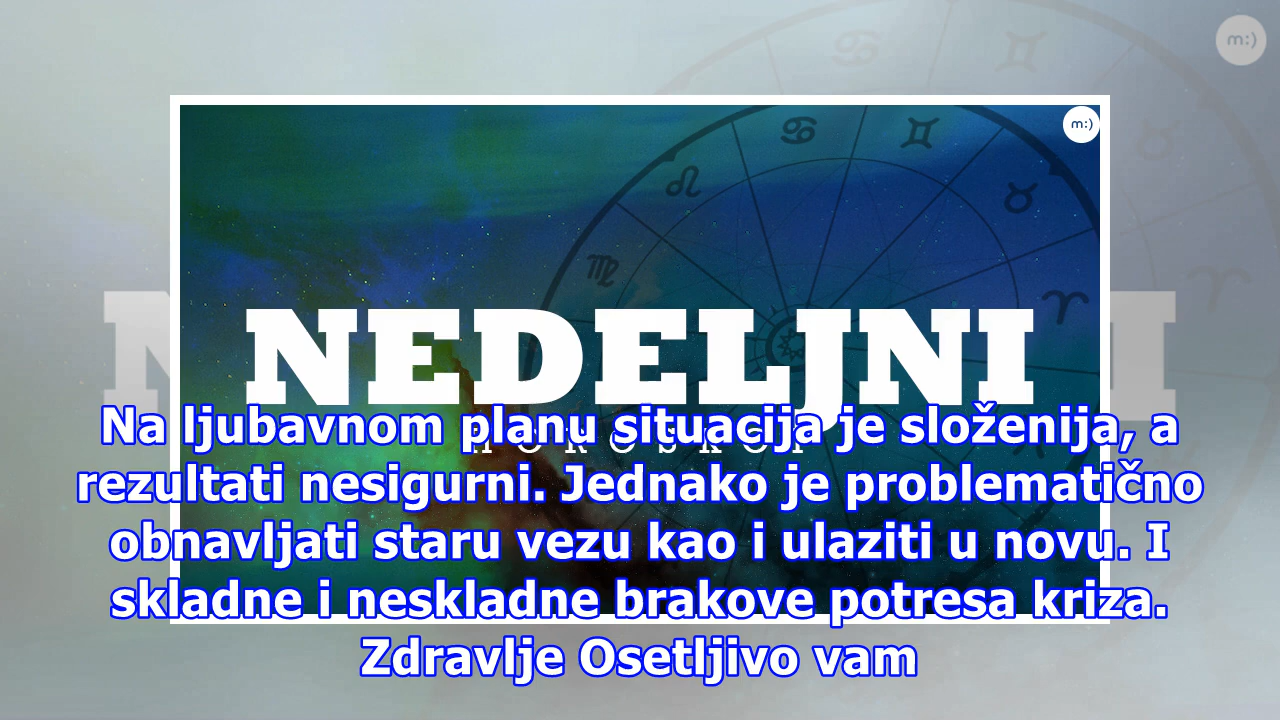 m:)
m:)
NEDELJNI
HOROSKOP
Na ljubavnom planu situacija je složenija, a
rezultati nesigurni. Jednako je problematično
obnavljati staru vezu kao i ulaziti u novu. I
skladne i neskladne brakove potresa kriza.
Zdravlje Osetljivo vam